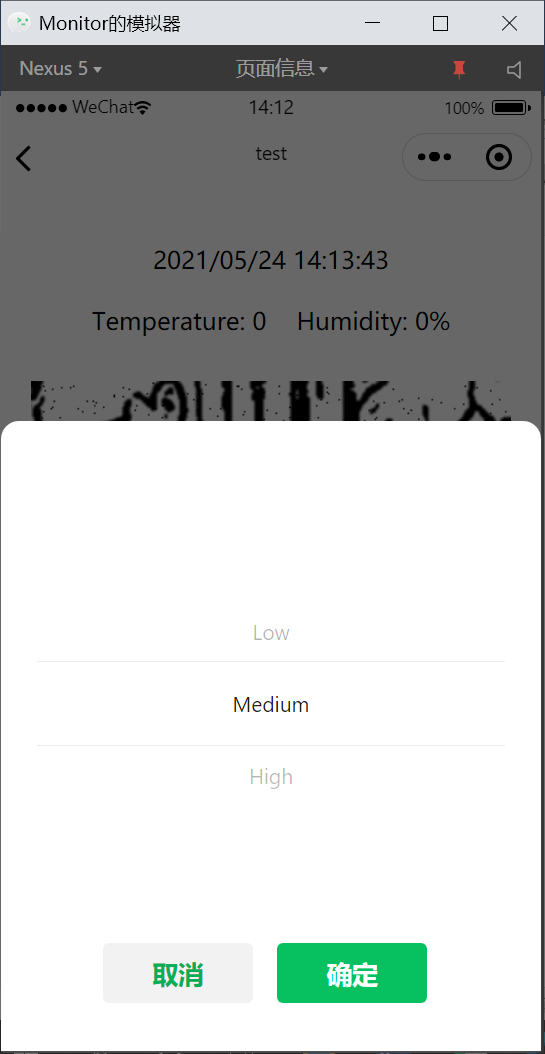 Monitor的模拟器
Nexus 5 页面信息
WeChat 14:12 100%
test
2021/05/24 14:13:43
Temperature: 0 Humidity: 0%
Low
Medium
High
取消 确定